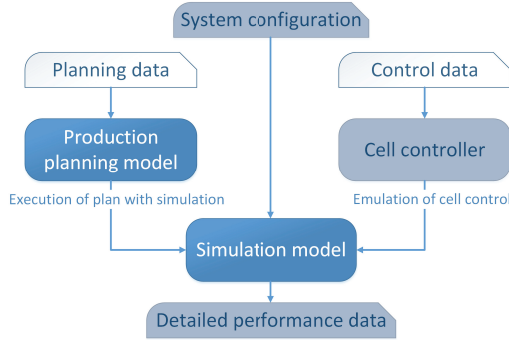 System configuration
Planning data
Control data
Production
planning model
Cell controller
Execution of plan with simulation
Emulation of cell control
Simulation model
Detailed performance data